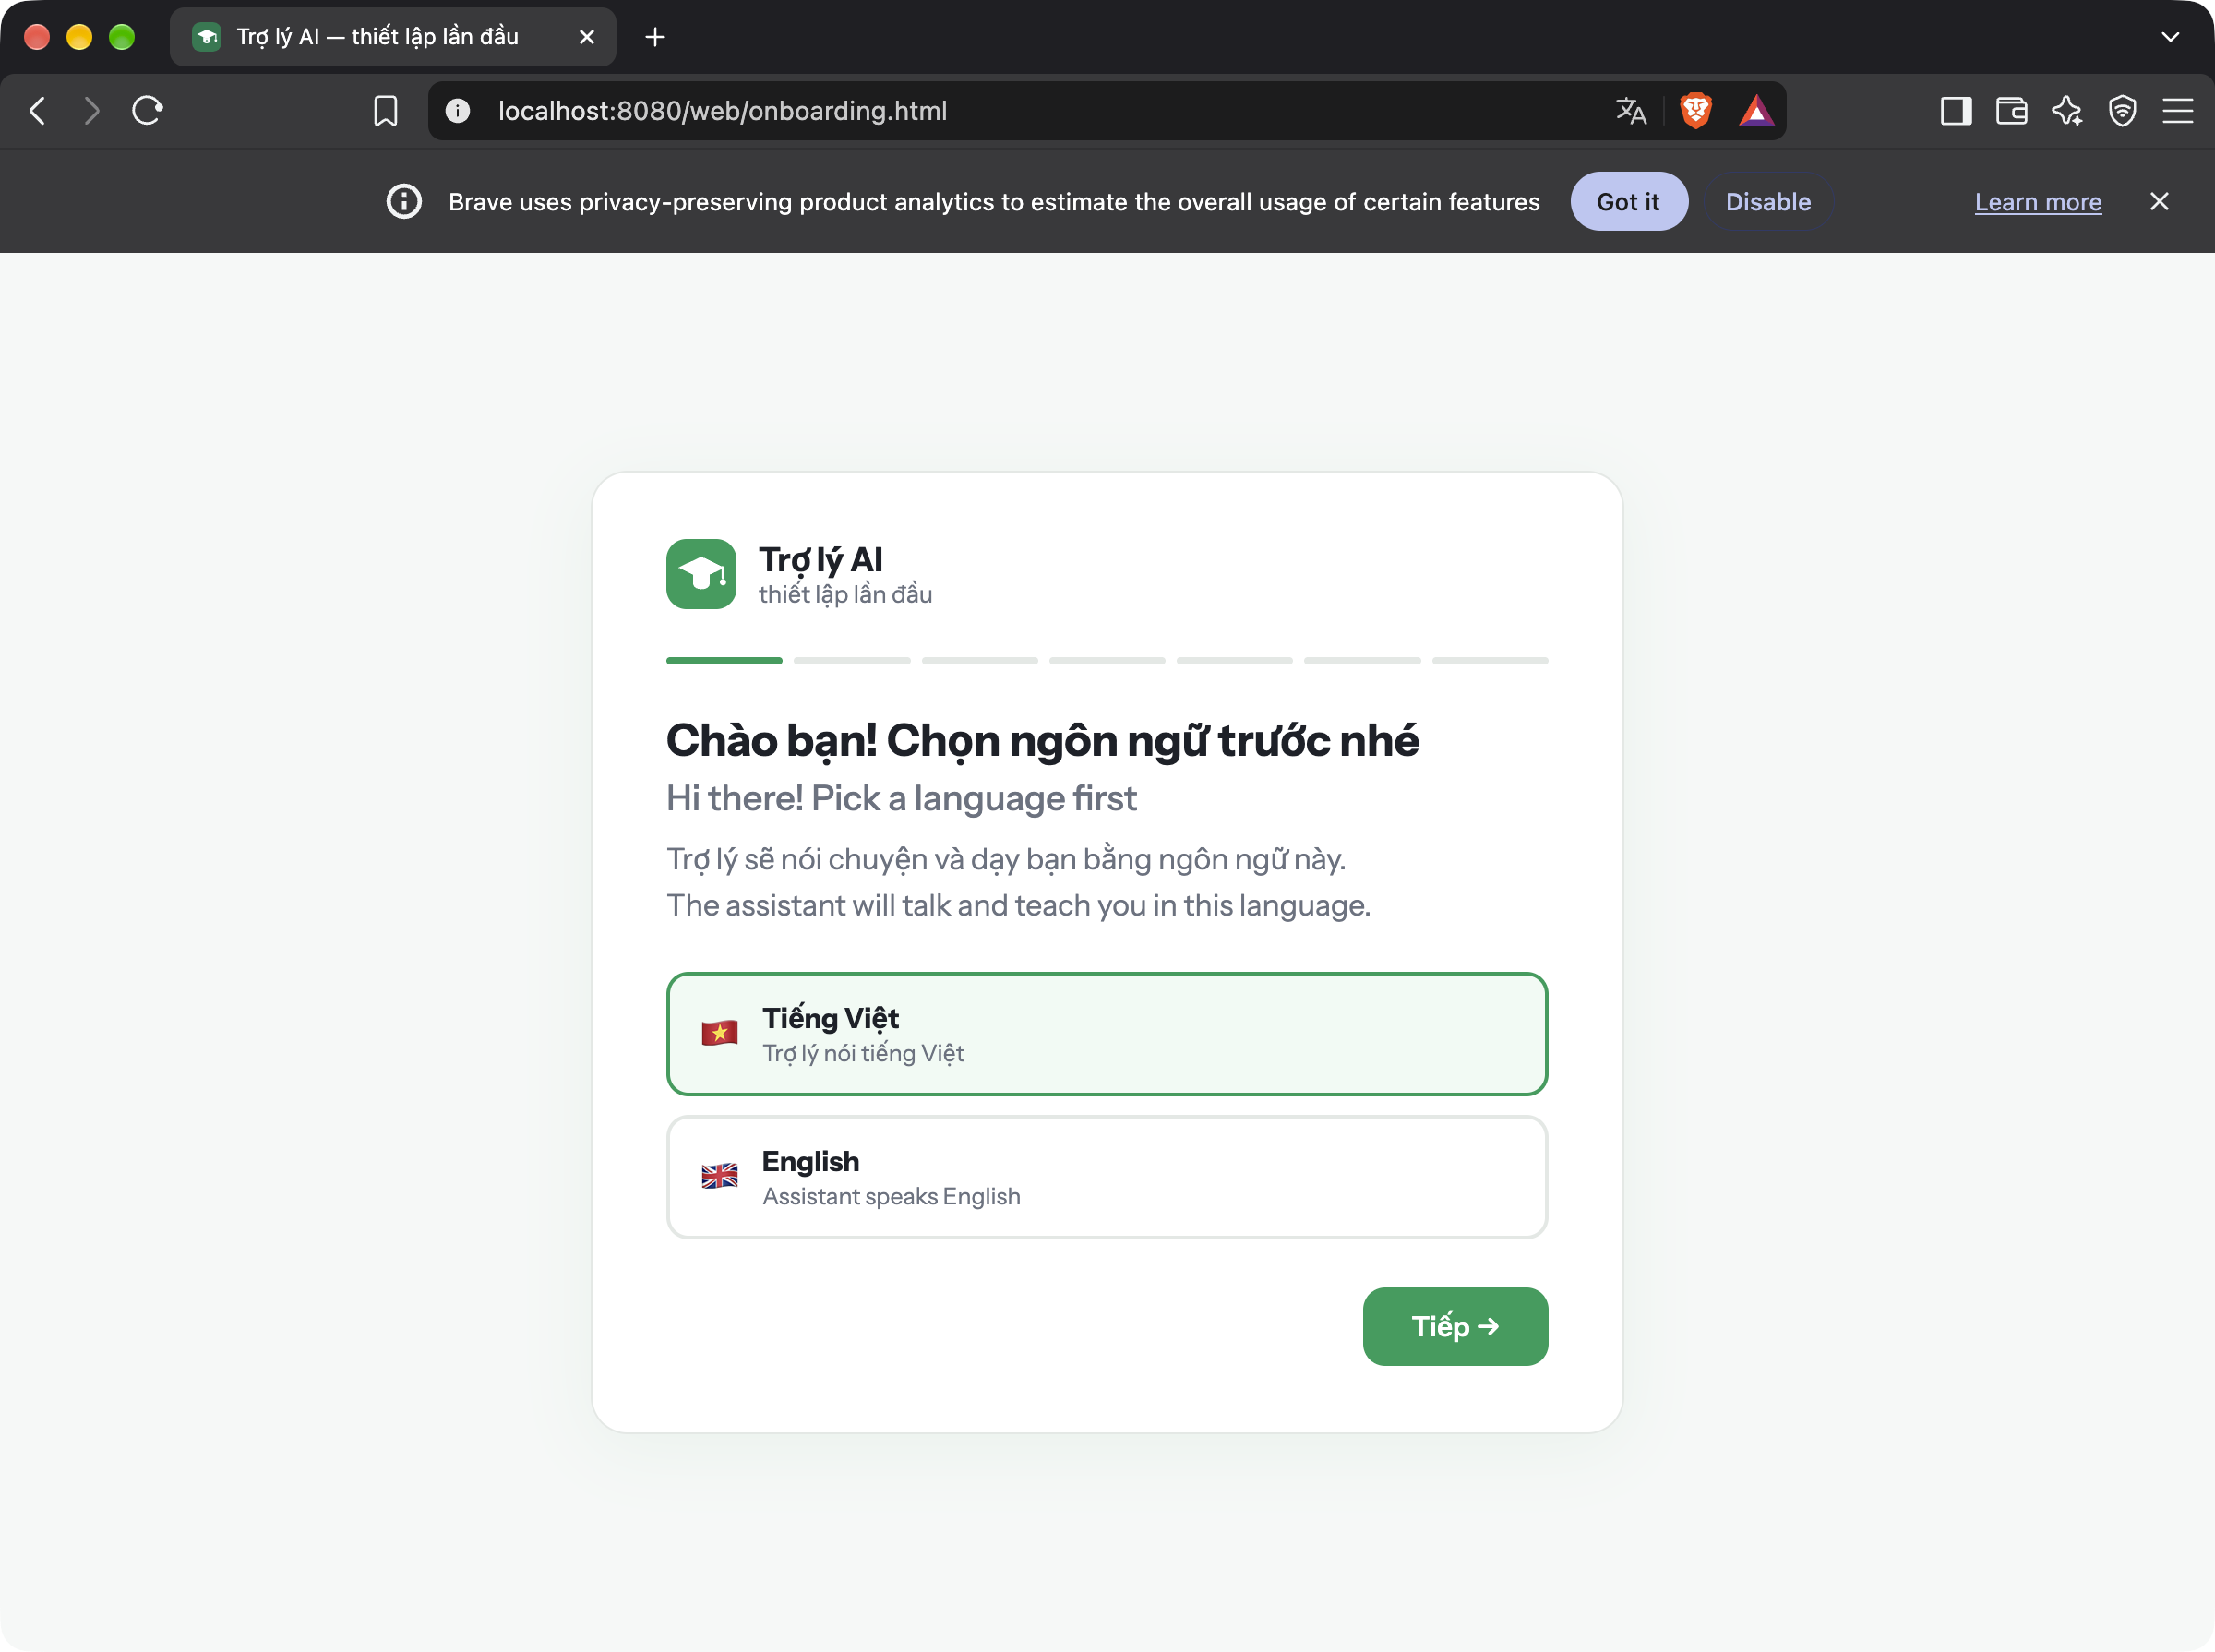 Trợ lý AI — thiết lập lần đầu
localhost:8080/web/onboarding.html
Brave uses privacy-preserving product analytics to estimate the overall usage of certain features
Got it
Disable
Learn more
Trợ lý AI
thiết lập lần đầu
Chào bạn! Chọn ngôn ngữ trước nhé
Hi there! Pick a language first
Trợ lý sẽ nói chuyện và dạy bạn bằng ngôn ngữ này.
The assistant will talk and teach you in this language.
Tiếng Việt
Trợ lý nói tiếng Việt
English
Assistant speaks English
Tiếp →